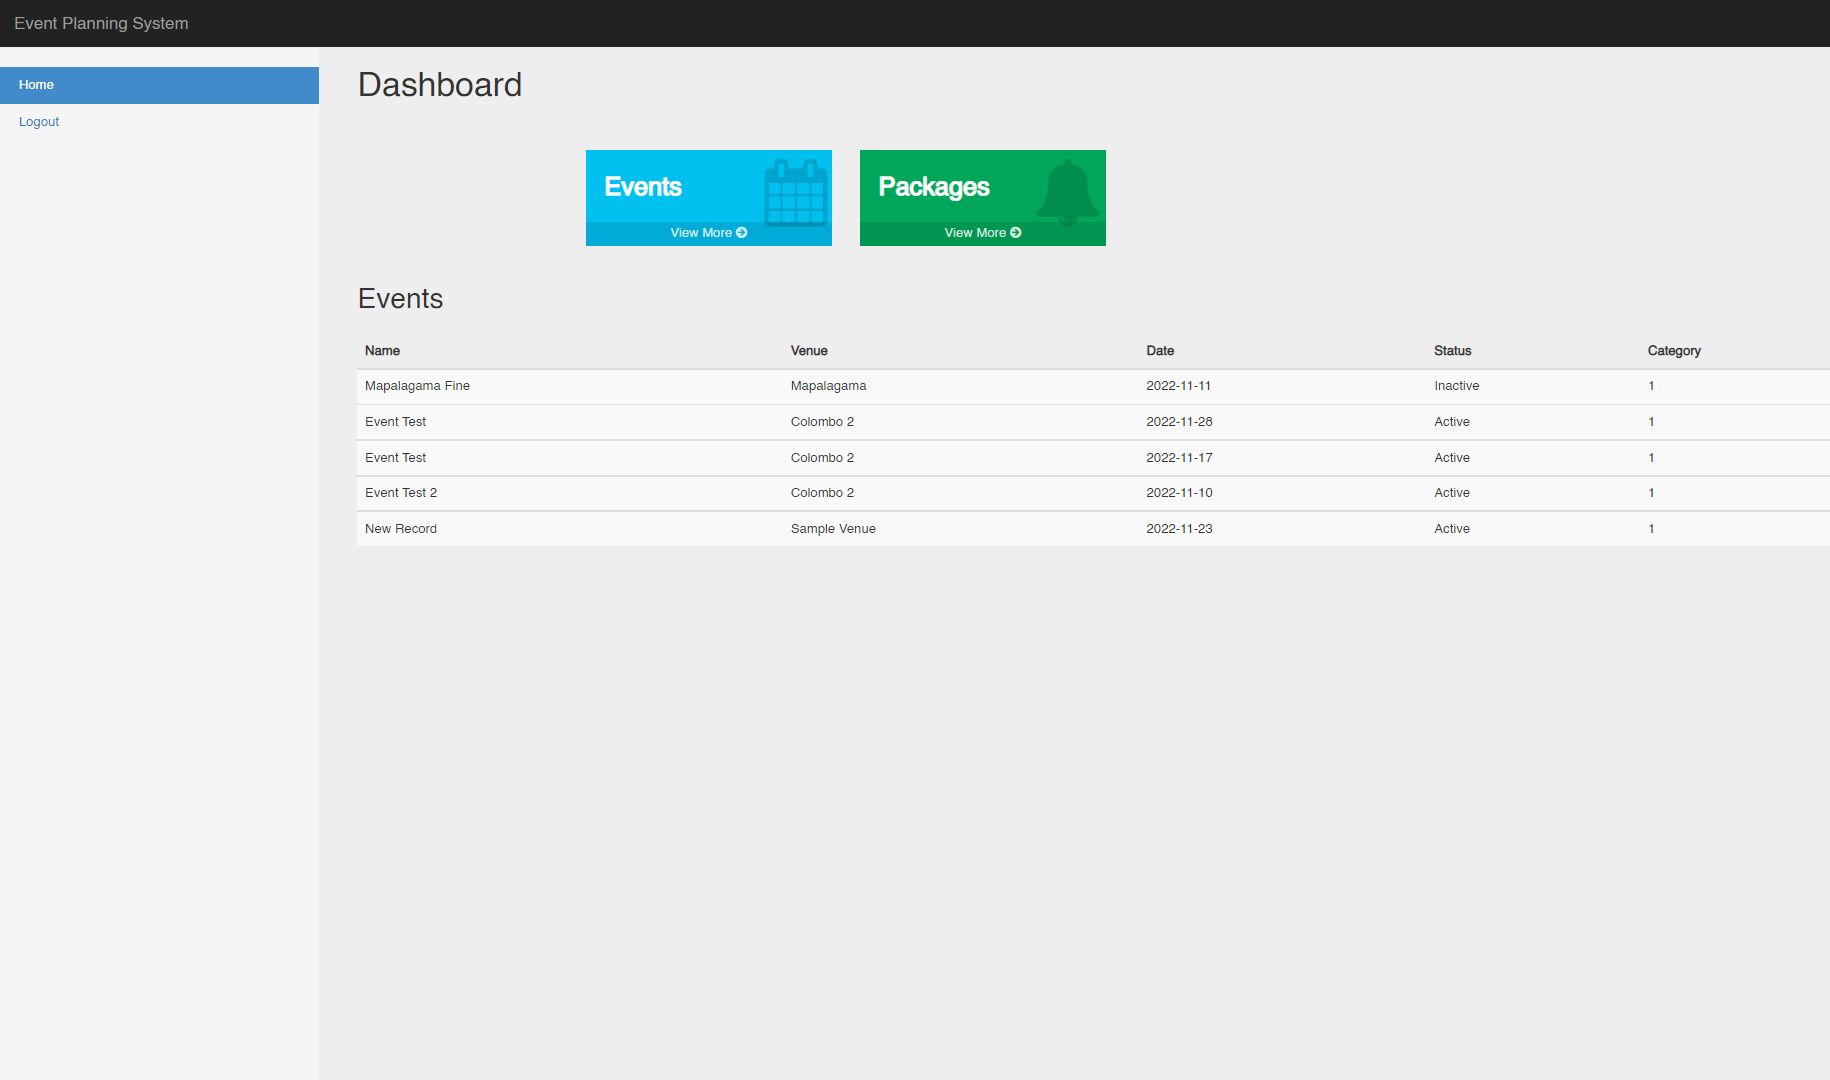 Event Planning System
Home
Logout
Dashboard
Events
View More
Packages
View More
Events
Name Venue Date Status Category
Mapalagama Fine Mapalagama 2022-11-11 Inactive 1
Event Test Colombo 2 2022-11-28 Active 1
Event Test Colombo 2 2022-11-17 Active 1
Event Test 2 Colombo 2 2022-11-10 Active 1
New Record Sample Venue 2022-11-23 Active 1